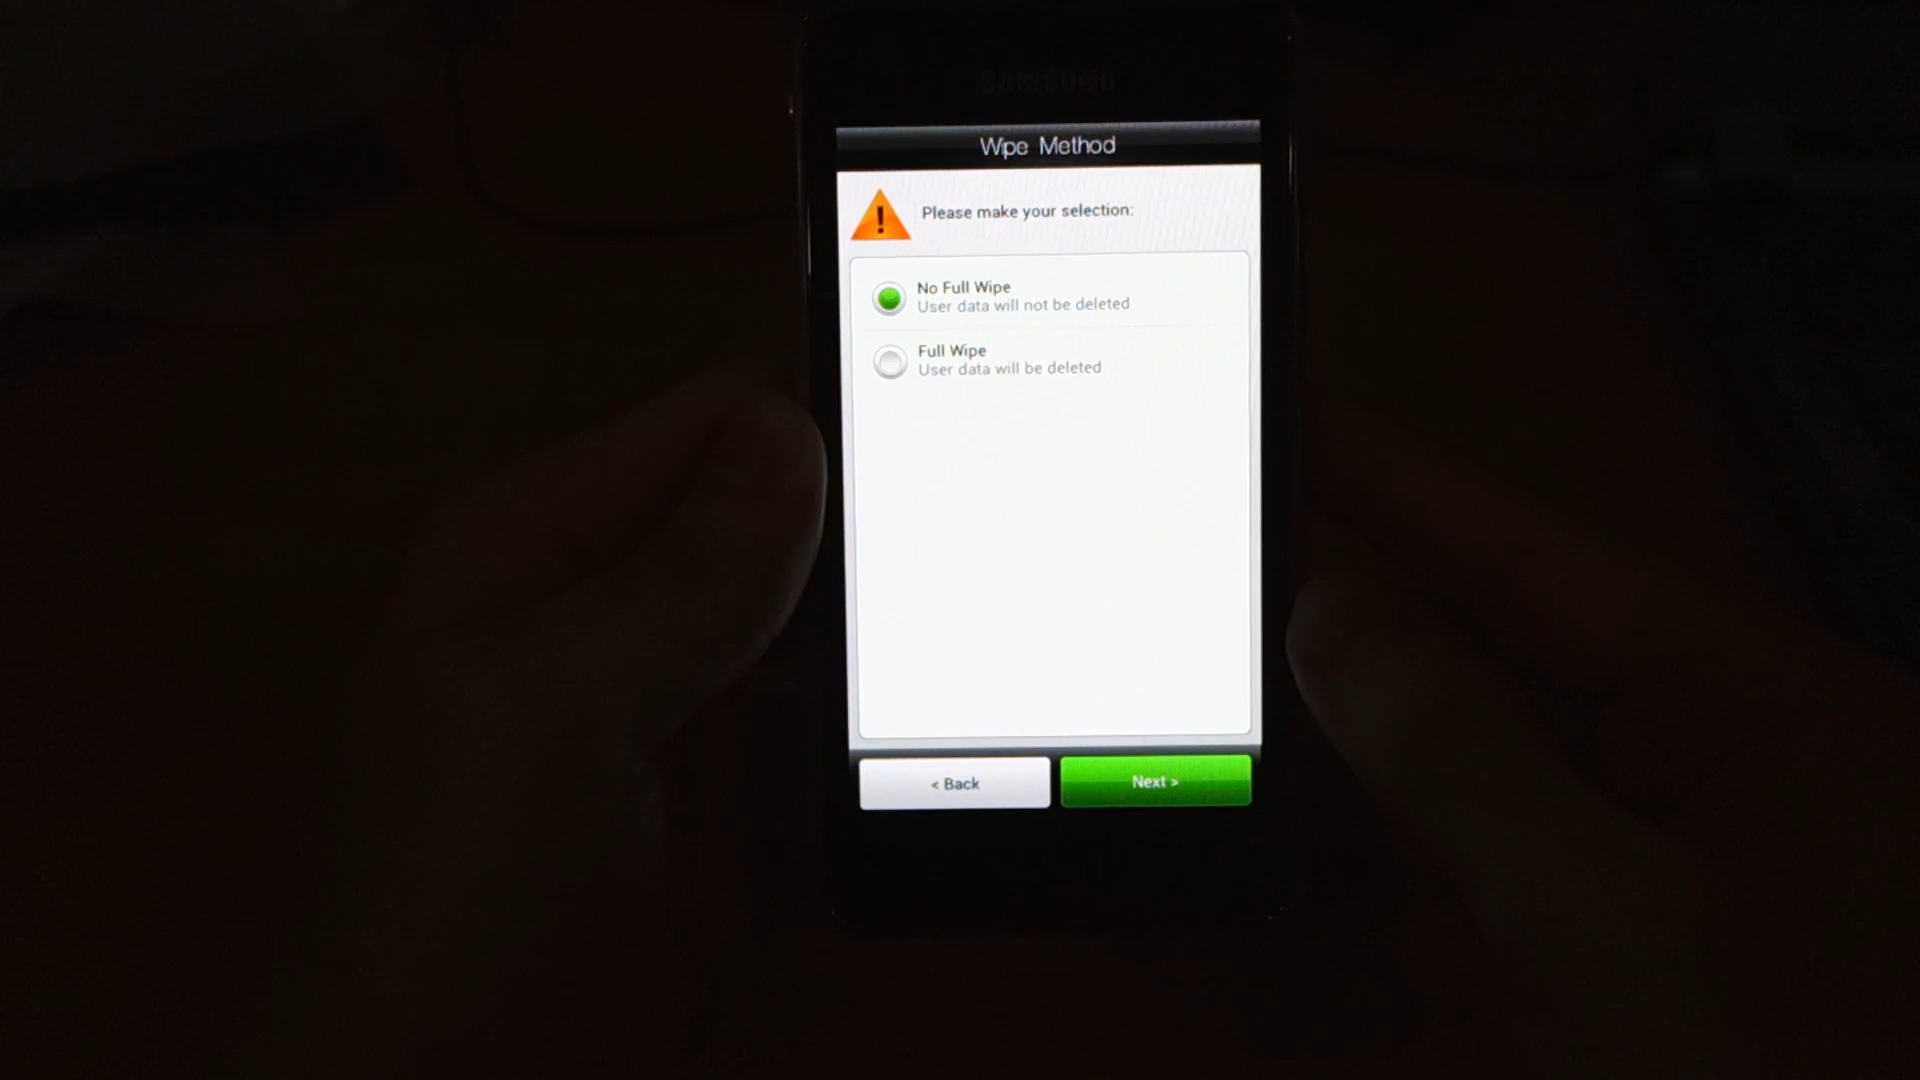 SAMSUNG
Wipe Method
Please make your selection:
No Full Wipe
User data will not be deleted
Full Wipe
User data will be deleted
< Back
Next >